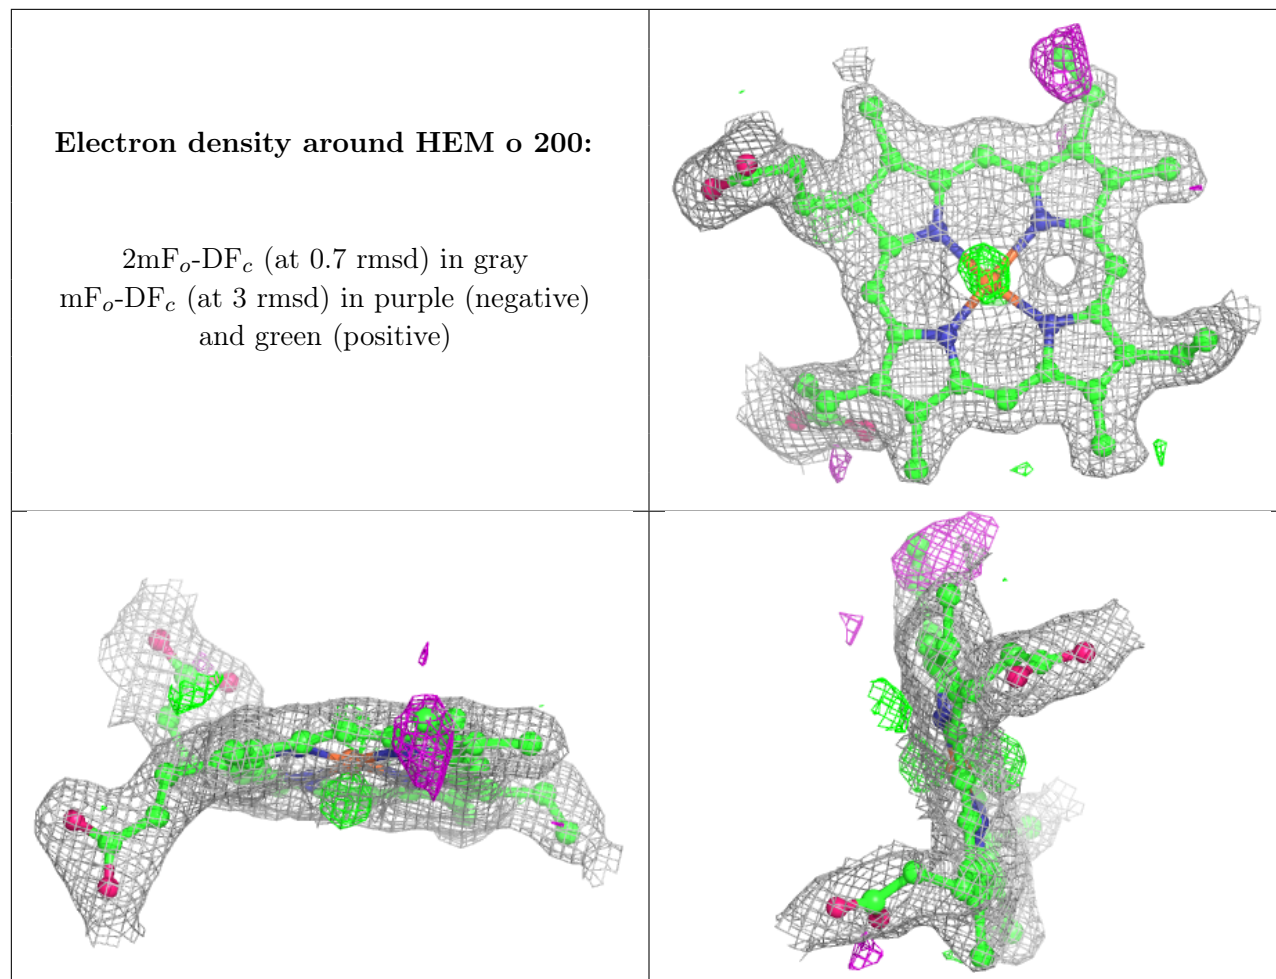 Electron density around HEM o 200:
2mFo-DFc (at 0.7 rmsd) in gray
mFo-DFc (at 3 rmsd) in purple (negative)
and green (positive)